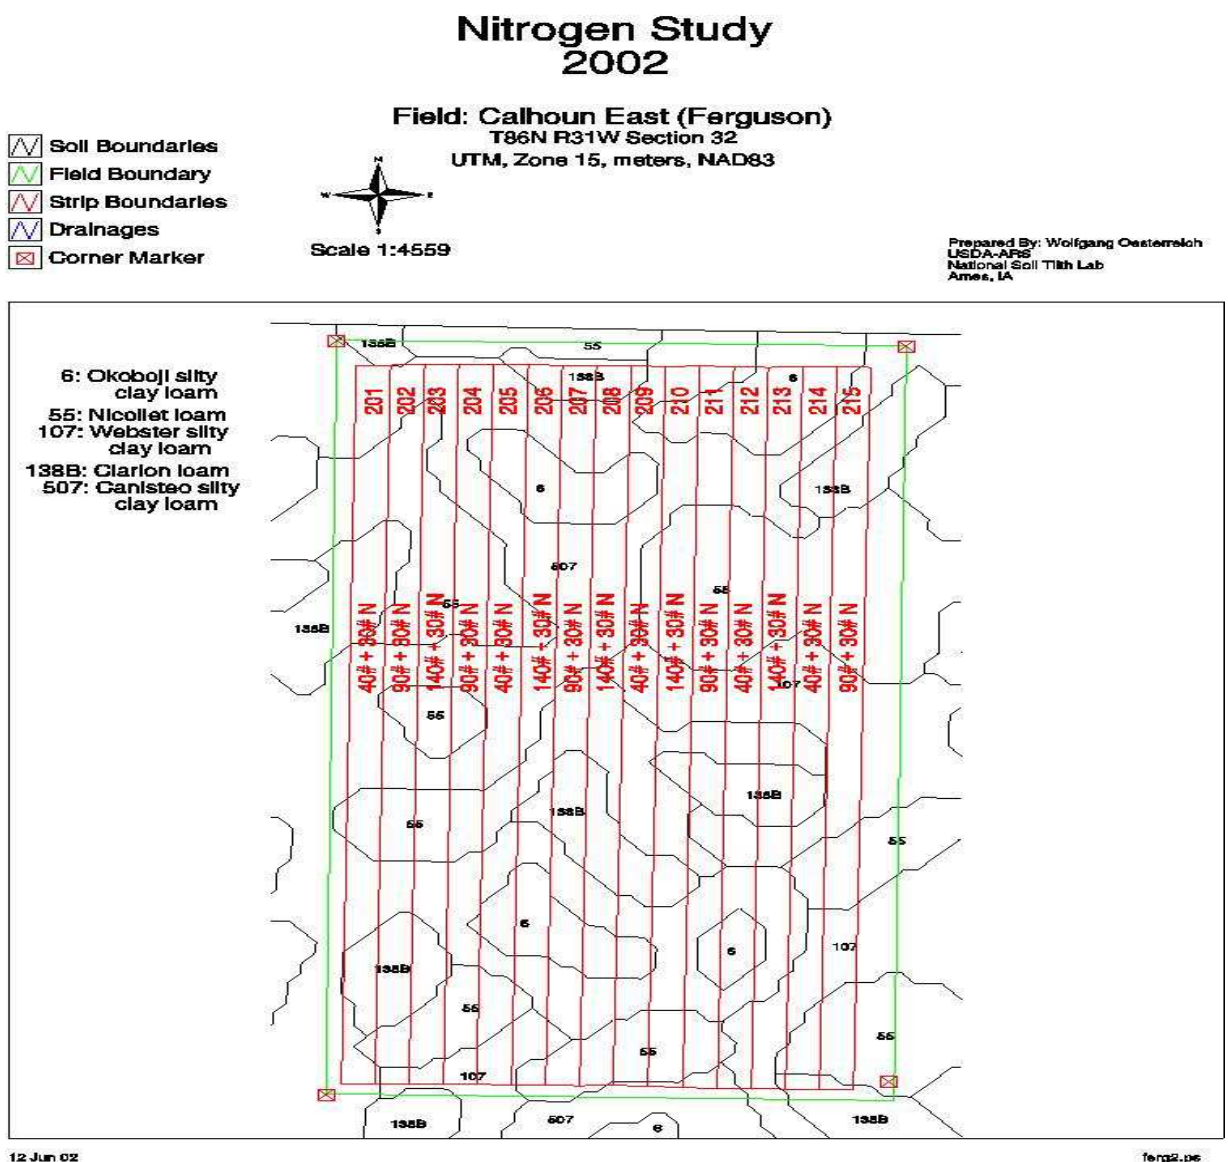 Nitrogen Study
2002
Field: Calhoun East (Ferguson)
T86N R31W Section 32
UTM, Zone 15, meters, NAD83
Soil Boundaries
Field Boundary
Strip Boundaries
Drainages
Corner Marker
N
W E
S
Scale 1:4559
Prepared By: Wolfgang Oesterreich
USDA-ARS
National Soil Tilth Lab
Ames, IA
6: Okoboji silty
clay loam
55: Nicollet loam
107: Webster silty
clay loam
138B: Clarion loam
507: Canisteo silty
clay loam
138B
55
138B
6
201
202
203
204
205
206
207
208
209
210
211
212
213
214
215
6
138B
507
55
55
138B
40# + 30# N
90# + 30# N
140# + 30# N
90# + 30# N
40# + 30# N
140# + 30# N
90# + 30# N
140# + 30# N
40# + 30# N
140# + 30# N
90# + 30# N
40# + 30# N
140# + 30# N
40# + 30# N
90# + 30# N
107
55
138B
138B
55
55
6
6
107
138B
55
55
55
107
138B
507
6
138B
12 Jun 02
ferg2.ps